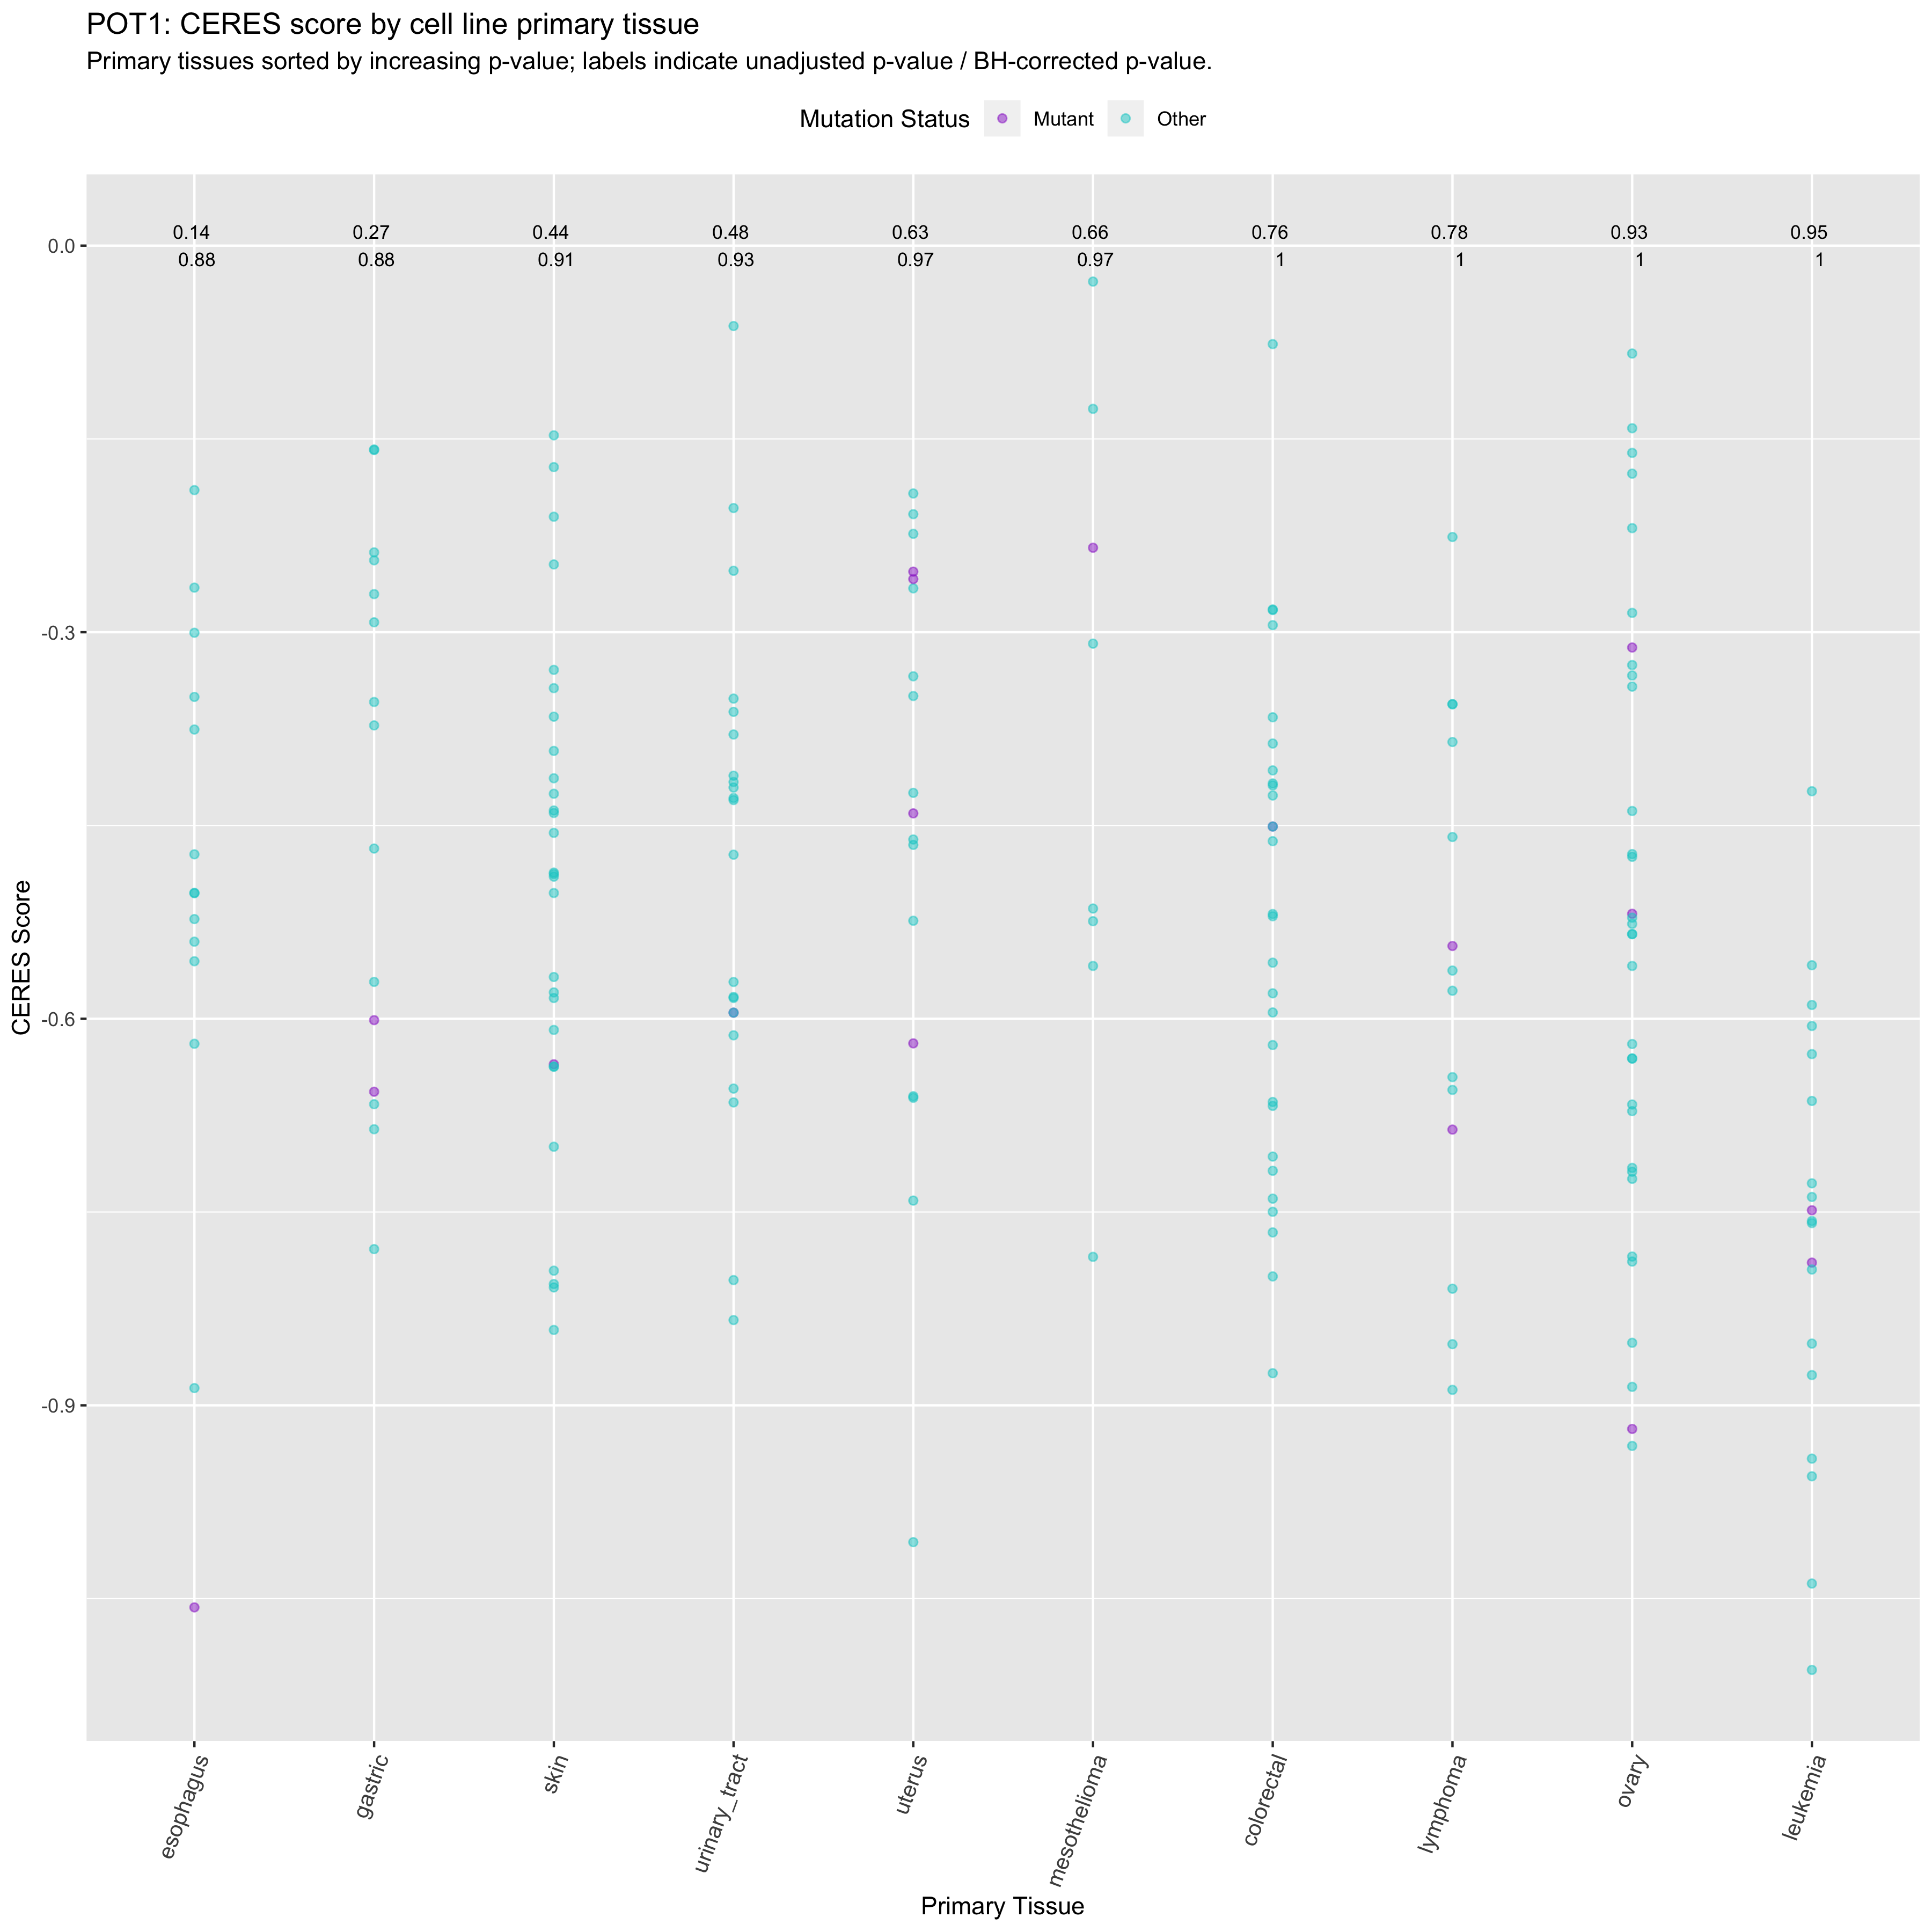 POT1: CERES score by cell line primary tissue
Primary tissues sorted by increasing p-value; labels indicate unadjusted p-value / BH-corrected p-value.
Mutation Status Mutant Other
0.14 0.27 0.44 0.48 0.63 0.66 0.76 0.78 0.93 0.95
0.0
0.88 0.88 0.91 0.93 0.97 0.97 1 1 1 1
-0.3
-0.6
-0.9
CERES Score
esophagus
gastric
skin
urinary_tract
uterus
mesothelioma
colorectal
lymphoma
ovary
leukemia
Primary Tissue